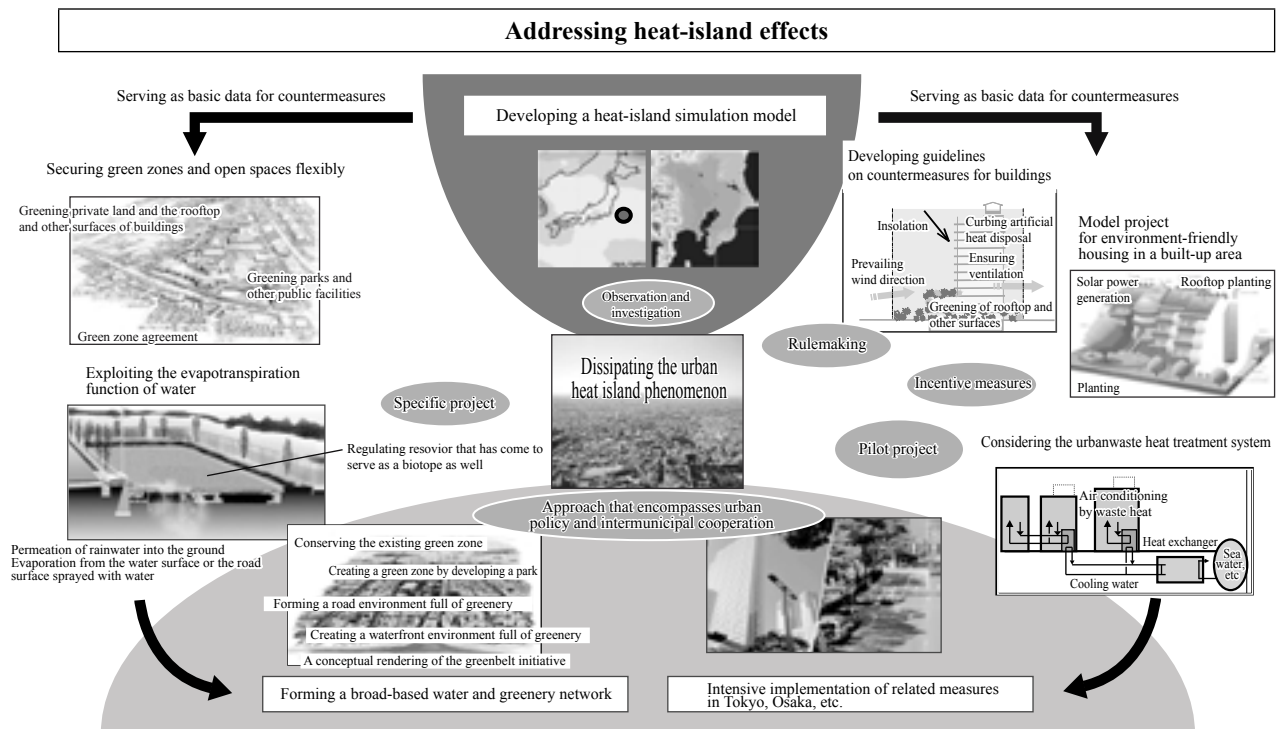 Addressing heat-island effects
Serving as basic data for countermeasures
Developing a heat-island simulation model
Serving as basic data for countermeasures
Securing green zones and open spaces flexibly
Greening private land and the rooftop
and other surfaces of buildings
Greening parks and
other public facilities
Green zone agreement
Observation and
investigation
Developing guidelines
on countermeasures for buildings
Insolation
Curbing artificial
heat disposal
Ensuring
ventilation
Prevailing
wind direction
Greening of rooftop and
other surfaces
Model project
for environment-friendly
housing in a built-up area
Solar power
generation
Rooftop planting
Planting
Rulemaking
Incentive measures
Pilot project
Dissipating the urban
heat island phenomenon
Specific project
Exploiting the evapotranspiration
function of water
Regulating resovior that has come to
serve as a biotope as well
Permeation of rainwater into the ground
Evaporation from the water surface or the road
surface sprayed with water
Approach that encompasses urban
policy and intermunicipal cooperation
Considering the urbanwaste heat treatment system
Air conditioning
by waste heat
Heat exchanger
Sea
water,
etc
Cooling water
Conserving the existing green zone
Creating a green zone by developing a park
Forming a road environment full of greenery
Creating a waterfront environment full of greenery
A conceptual rendering of the greenbelt initiative
Forming a broad-based water and greenery network
Intensive implementation of related measures
in Tokyo, Osaka, etc.